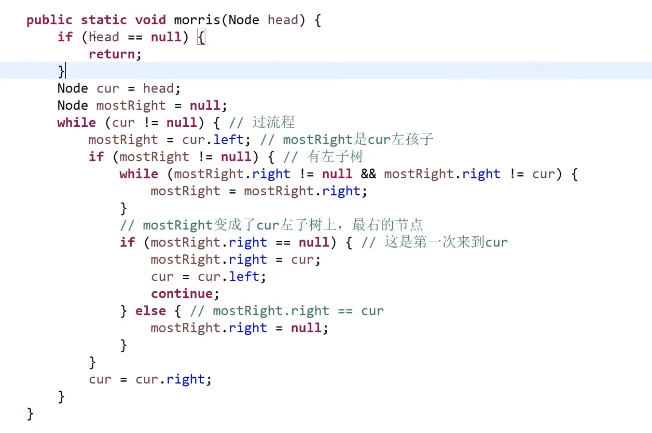 public static void morris(Node head) {
    if (head == null) {
        return;
    }
    Node cur = head;
    Node mostRight = null;
    while (cur != null) { // 过流程
        mostRight = cur.left; // mostRight是cur左孩子
        if (mostRight != null) { // 有左子树
            while (mostRight.right != null && mostRight.right != cur) {
                mostRight = mostRight.right;
            }
            // mostRight变成了cur左子树上，最右的节点
            if (mostRight.right == null) { // 这是第一次来到cur
                mostRight.right = cur;
                cur = cur.left;
                continue;
            } else { // mostRight.right == cur
                mostRight.right = null;
            }
        }
        cur = cur.right;
    }
}